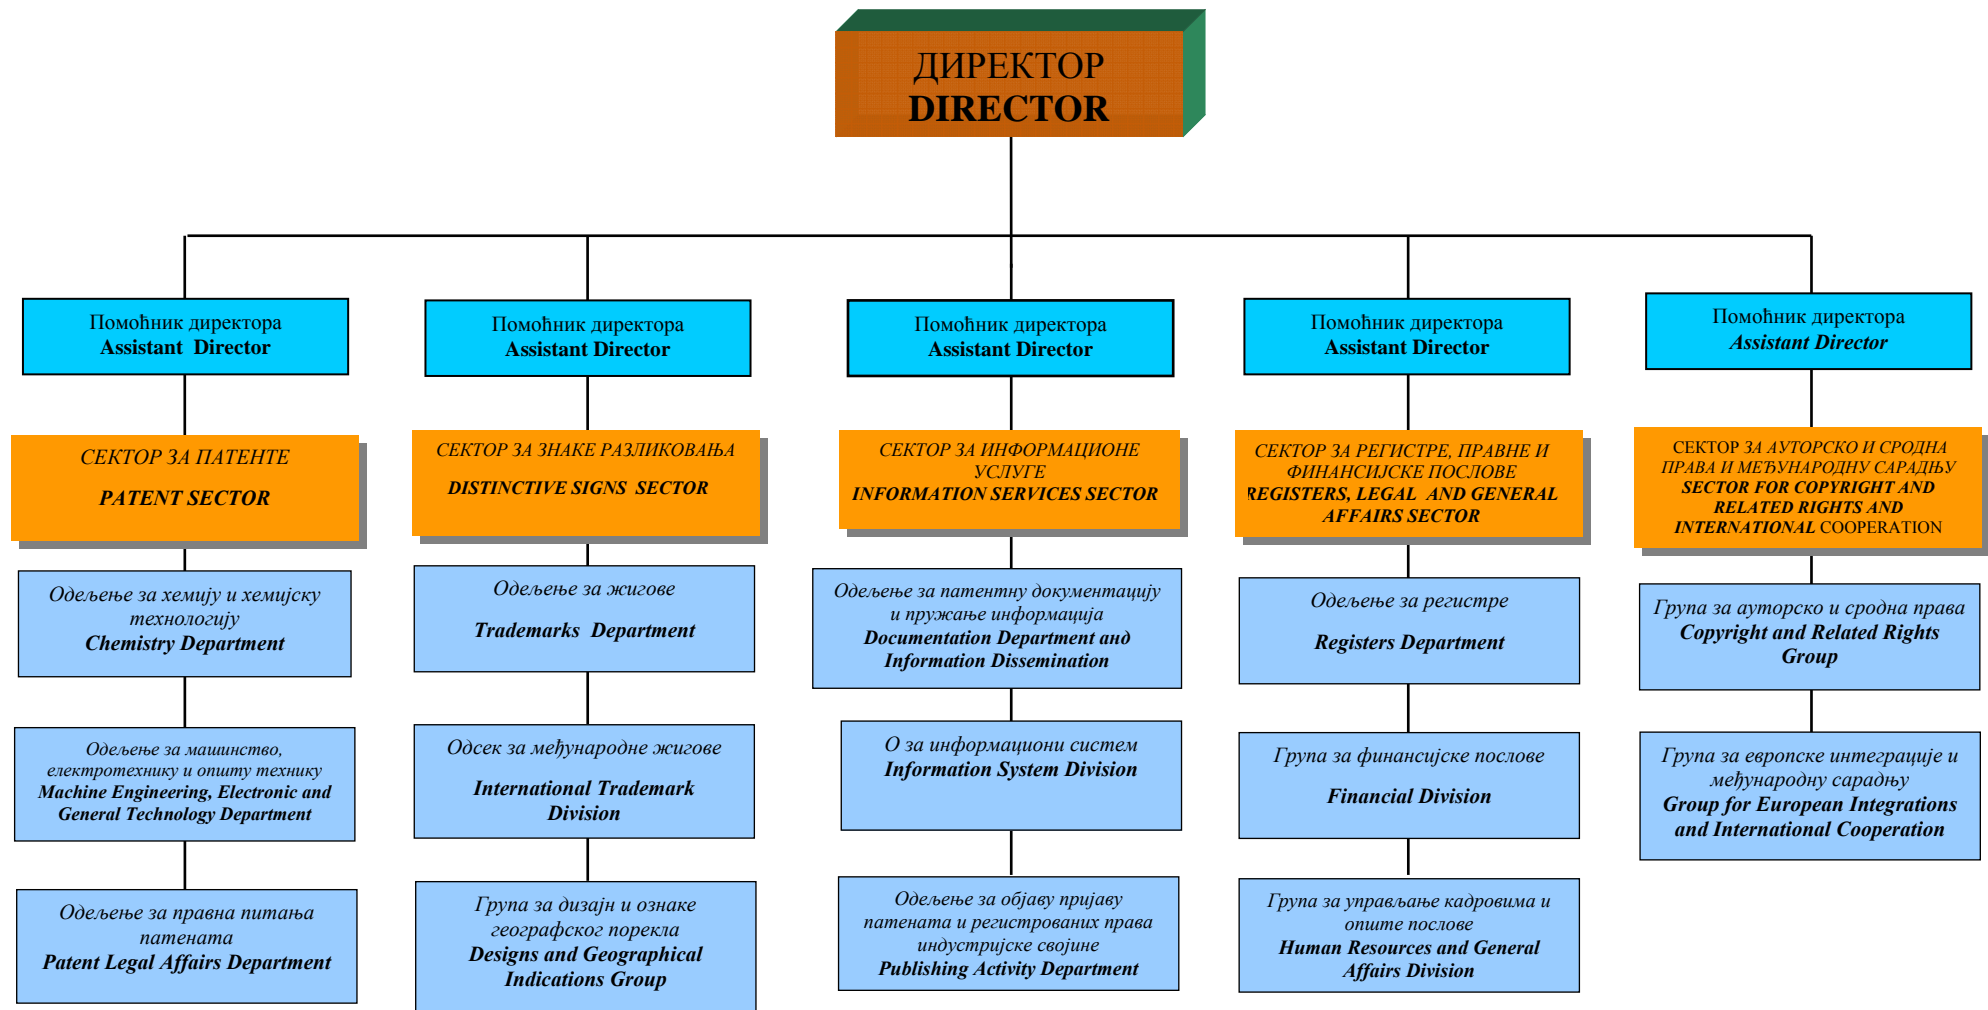 ДИРЕКТОР
DIRECTOR
Помоћник директора
Assistant Director
Помоћник директора
Assistant Director
Помоћник директора
Assistant Director
Помоћник директора
Assistant Director
Помоћник директора
Assistant Director
СЕКТОР ЗА ПАТЕНТЕ
PATENT SECTOR
СЕКТОР ЗА ЗНАКЕ РАЗЛИКОВАЊА
DISTINCTIVE SIGNS SECTOR
СЕКТОР ЗА ИНФОРМАЦИОНЕ
УСЛУГЕ
INFORMATION SERVICES SECTOR
СЕКТОР ЗА РЕГИСТРЕ, ПРАВНЕ И
ФИНАНСИЈСКЕ ПОСЛОВЕ
REGISTERS, LEGAL AND GENERAL
AFFAIRS SECTOR
СЕКТОР ЗА АУТОРСКО И СРОДНА
ПРАВА И МЕЂУНАРОДНУ САРАДЊУ
SECTOR FOR COPYRIGHT AND
RELATED RIGHTS AND
INTERNATIONAL COOPERATION
Одељење за хемију и хемијску
технологију
Chemistry Department
Одељење за жигове
Trademarks Department
Одељење за патентну документацију
и пружање информација
Documentation Department анд
Information Dissemination
Одељење за регистре
Registers Department
Група за ауторско и сродна права
Copyright and Related Rights
Group
Одељење за машинство,
електротехнику и општу технику
Machine Engineering, Electronic and
General Technology Department
Одсек за међународне жигове
International Trademark
Division
О за информациони систем
Information System Division
Група за финансијске послове
Financial Division
Група за европске интеграције и
међународну сарадњу
Group for European Integrations
and International Cooperation
Одељење за правна питања
патената
Patent Legal Affairs Department
Група за дизајн и ознаке
географског порекла
Designs and Geographical
Indications Group
Одељење за објаву пријаву
патената и регистрованих права
индустријске својине
Publishing Activity Department
Група за управљање кадровима и
опште послове
Human Resources and General
Affairs Division